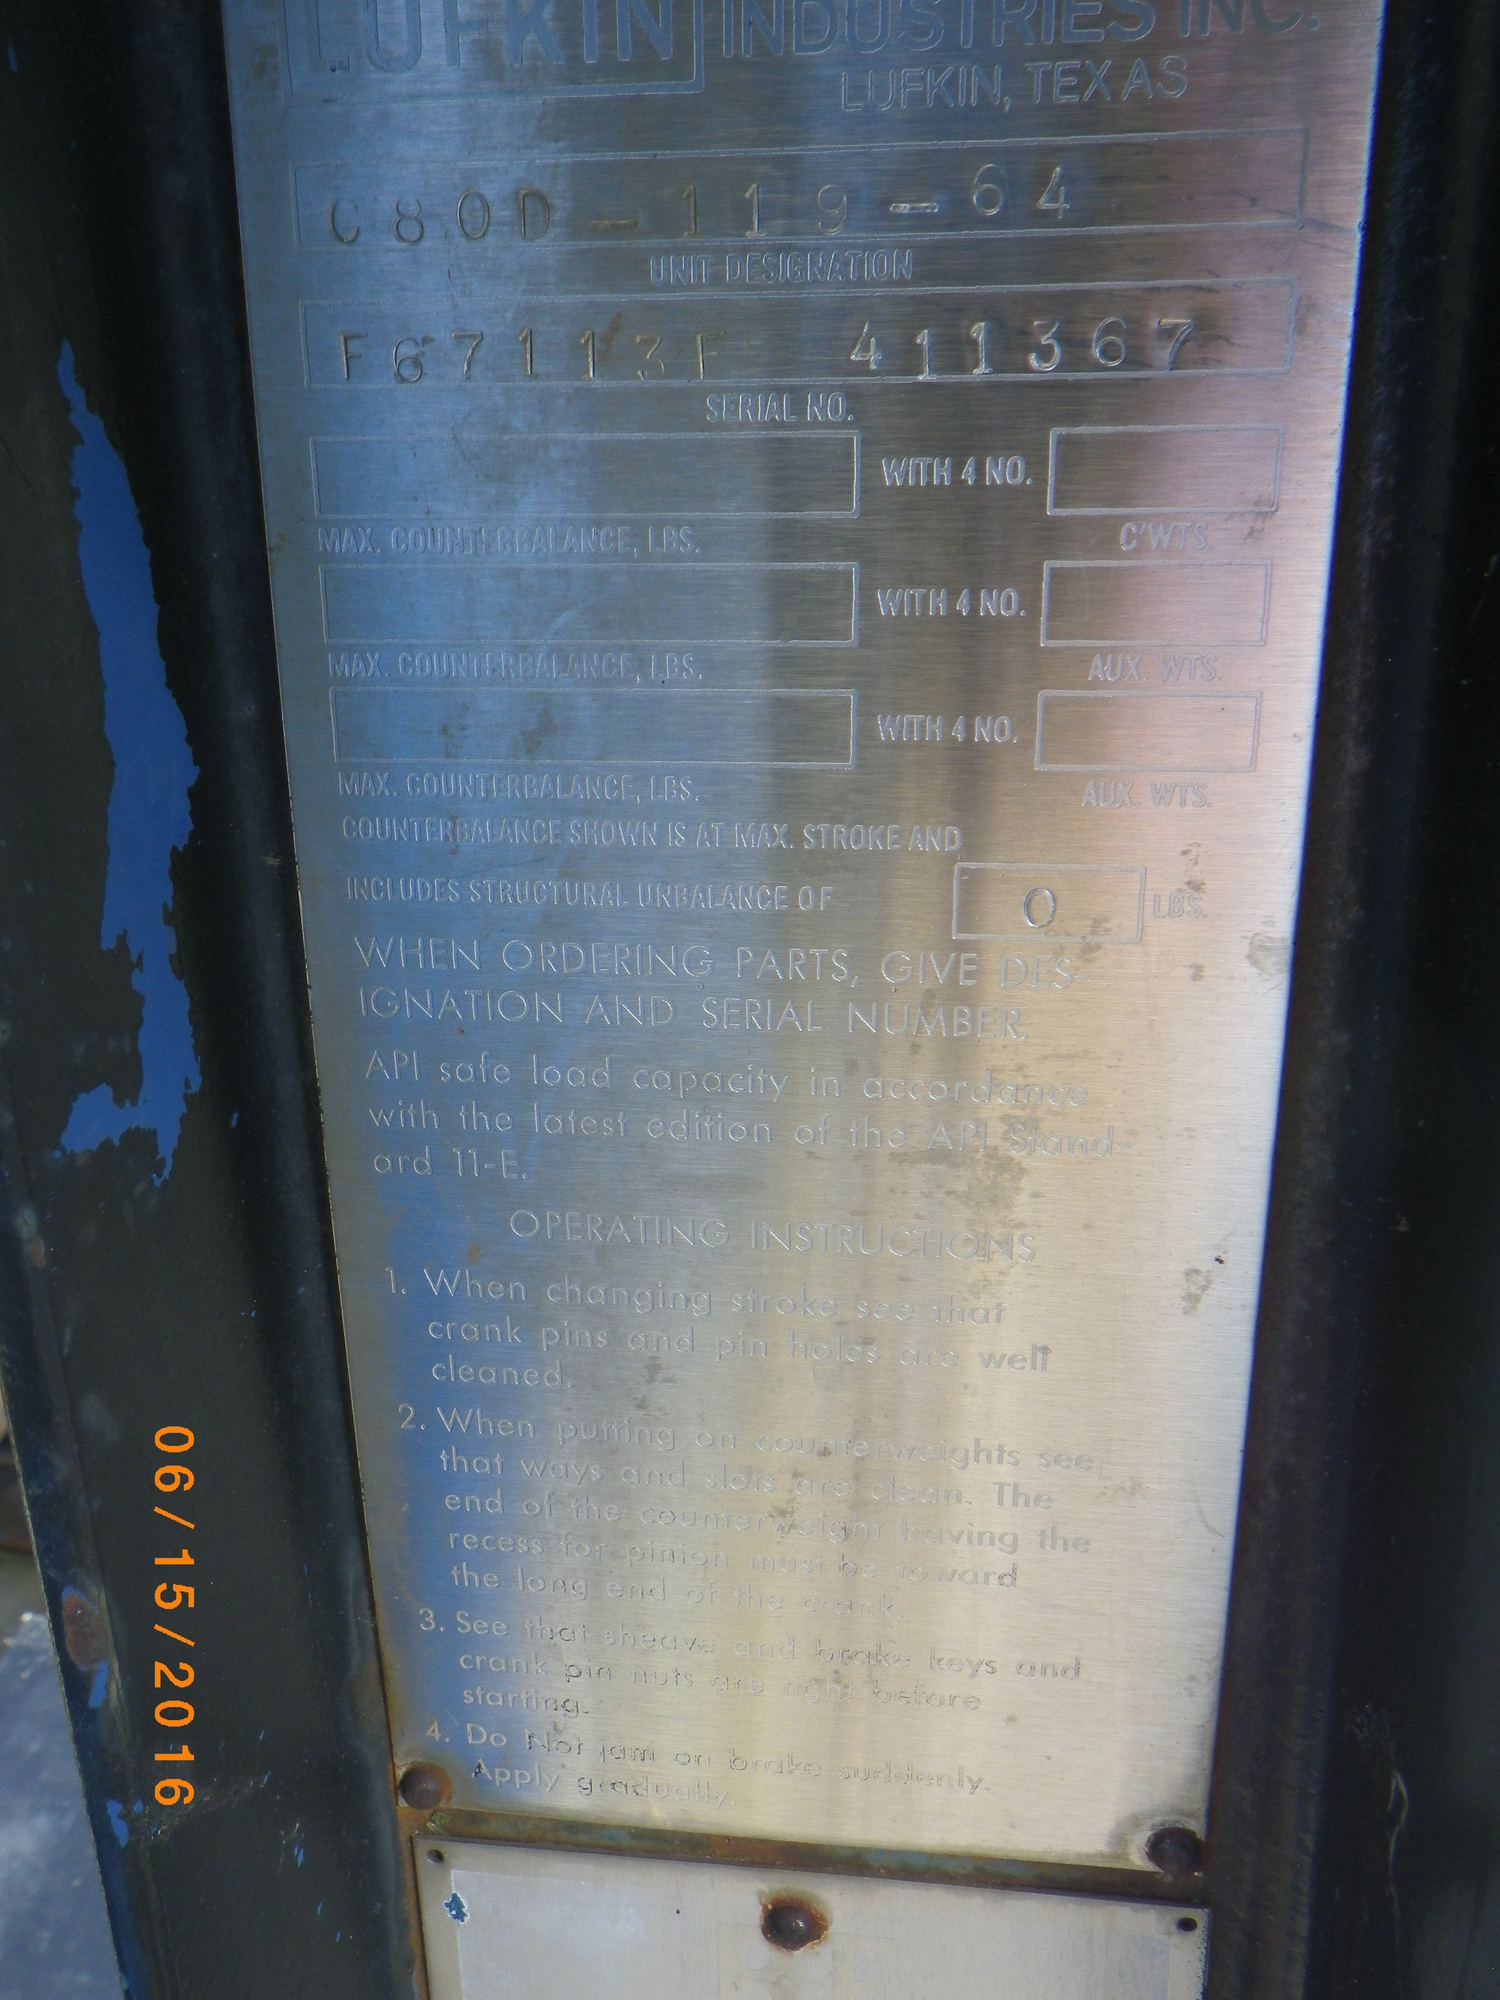 LUFKIN INDUSTRIES INC.
LUFKIN, TEXAS
C80D-119-64
UNIT DESIGNATION
F67113F 411367
SERIAL NO.
WITH 4 NO.
MAX. COUNTERBALANCE, LBS. C'WTS.
WITH 4 NO.
MAX. COUNTERBALANCE, LBS. AUX. WTS.
WITH 4 NO.
MAX. COUNTERBALANCE, LBS. AUX. WTS.
COUNTERBALANCE SHOWN IS AT MAX. STROKE AND
INCLUDES STRUCTURAL UNBALANCE OF 0 LBS.
WHEN ORDERING PARTS, GIVE DES-
IGNATION AND SERIAL NUMBER.
API safe load capacity in accordance
with the latest edition of the API Stand-
ard 11-E.
OPERATING INSTRUCTIONS
1. When changing stroke see that
crank pins and pin holes are well
cleaned.
2. When putting on counterweights see
that ways and slots are clean. The
end of the counterweight having the
recess for pinion must be toward
the long end of the crank
3. See that sheave and brake keys and
crank pin nuts are tight before
starting.
4. Do Not jam on brake suddenly.
Apply gradually.
06/15/2016